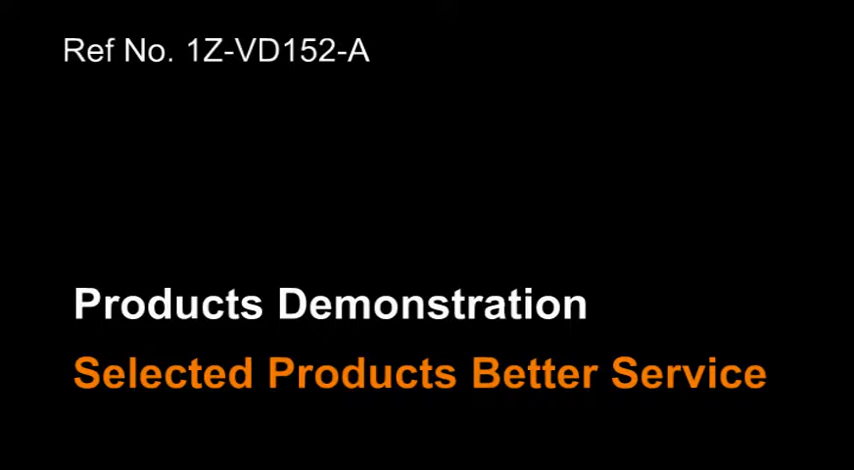 Ref No. 1Z-VD152-A
Products Demonstration
Selected Products Better Service